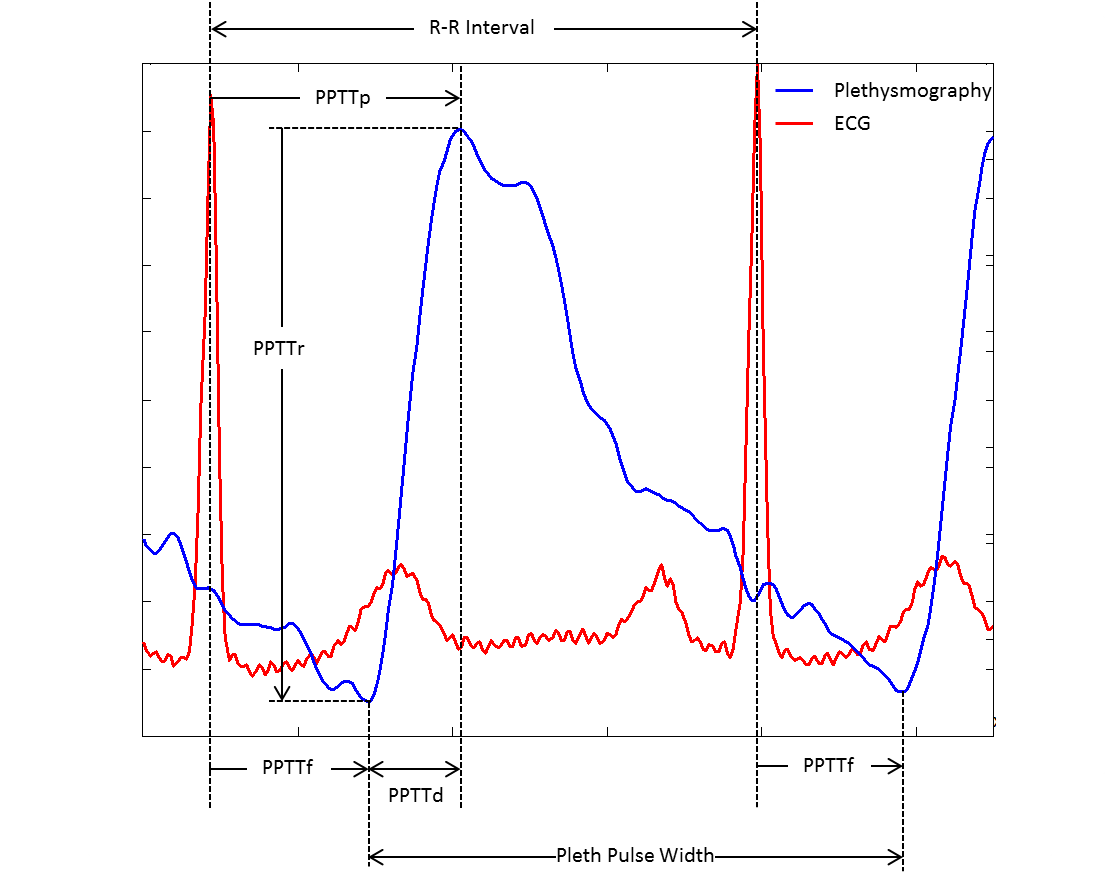 R-R Interval
PPTTp
Plethysmography
ECG
PPTTr
PPTTf
PPTTd
PPTTf
Pleth Pulse Width